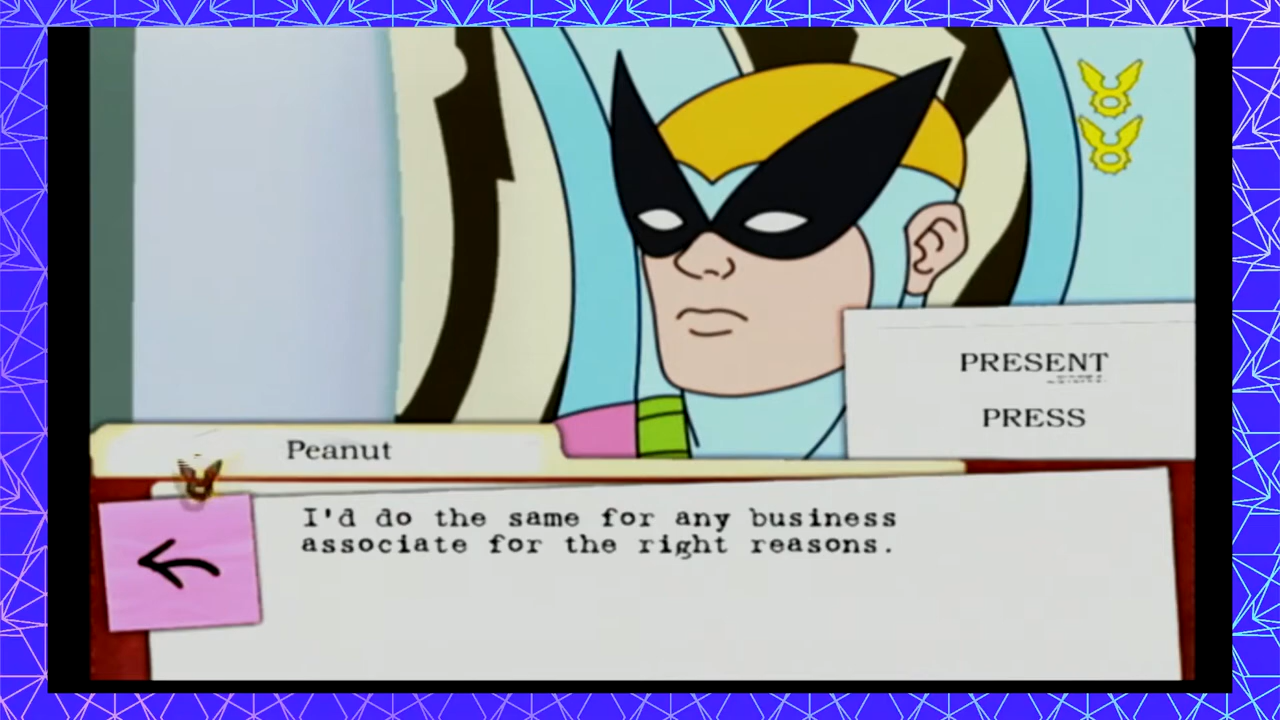 PRESENT
PRESS
Peanut
I'd do the same for any business
associate for the right reasons.